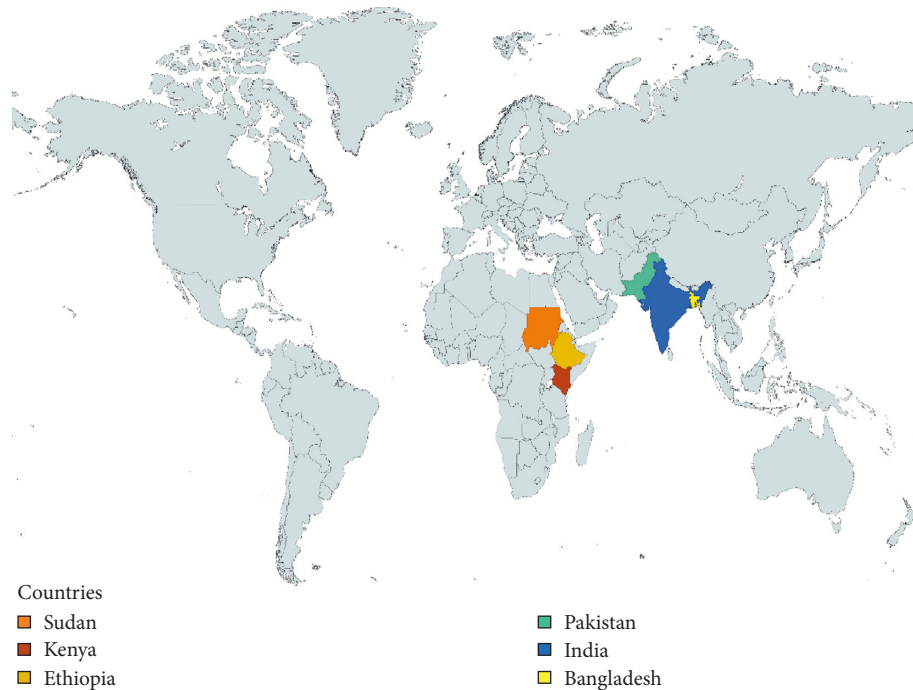 Countries
Sudan
Kenya
Ethiopia
Pakistan
India
Bangladesh